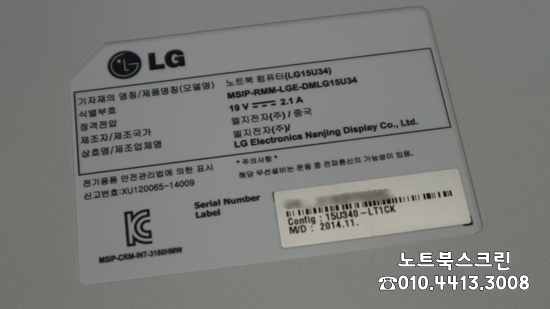 LG
기자재의 명칭/제품명칭(모델명) 노트북 컴퓨터(LG15U34)
식별부호 MSIP-RMM-LGE-DMLG15U34
정격전압 19 V 2.1 A
제조자/제조국가 엘지전자(주) / 중국
상호명/제조업체명 엘지전자(주)/
LG Electronics Nanjing Display Co., Ltd.
전기용품 안전관리법에 의한 표시
신고번호:XU120065-14009
* 주의사항 *
해당 무선설비는 운용 중 전파혼신의 가능성이 있음.
Serial Number
Label
Config : 15U340-LT1CK
M/D : 2014.11.
MSIP-CRM-INT-3160HMW
노트북스크린
☎010.4413.3008